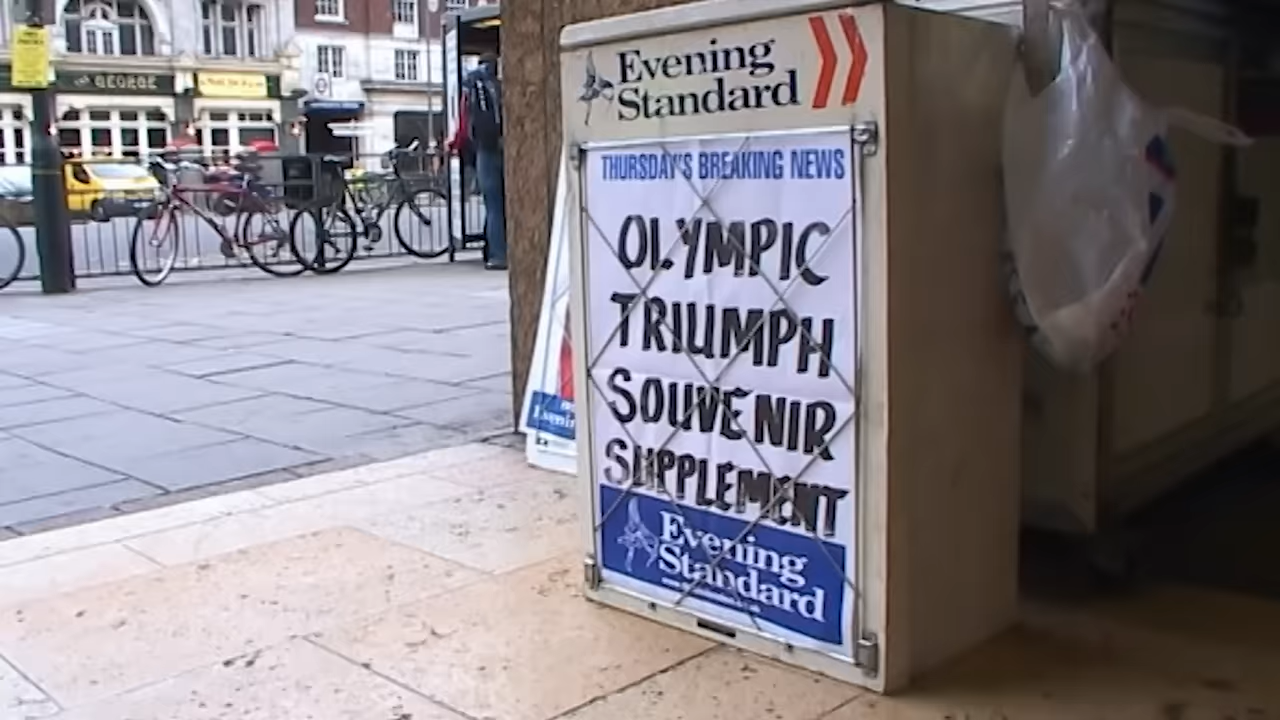 GEORGE
Evening
Standard
THURSDAY'S BREAKING NEWS
OLYMPIC
TRIUMPH
SOUVENIR
SUPPLEMENT
Evening
Standard